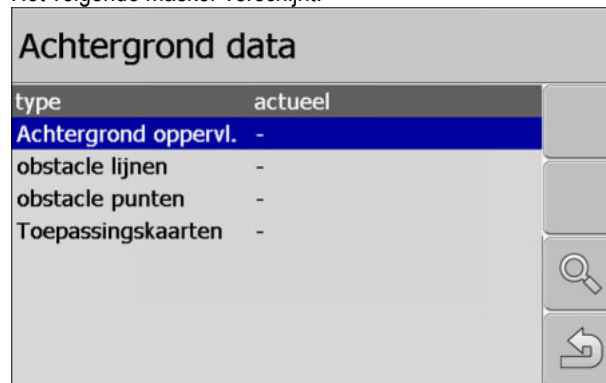 Het volgende masker verschijnt:
Achtergrond data
type actueel
Achtergrond oppervl. -
obstacle lijnen -
obstacle punten -
Toepassingskaarten -